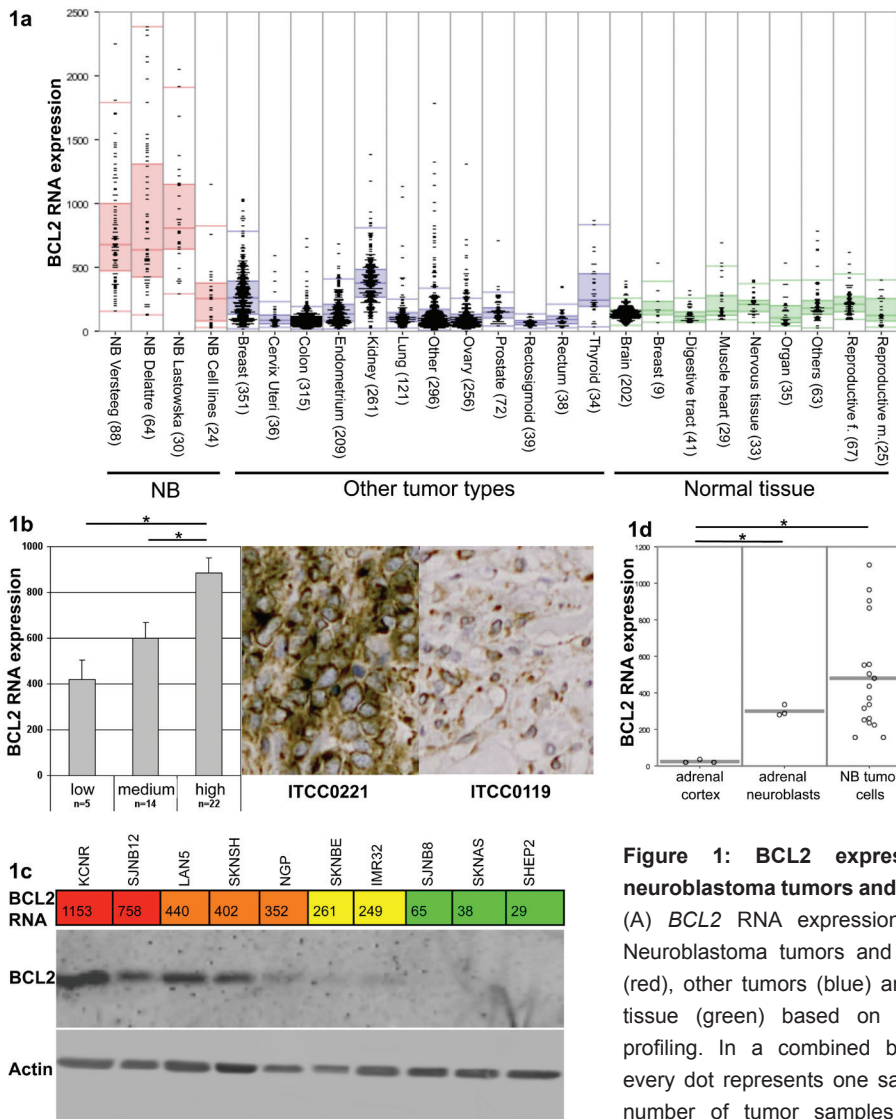 1a
BCL2 RNA expression
2500
2000
1500
1000
500
0
NB Versteeg (88)
NB Delattre (64)
NB Lastowska (30)
NB Cell lines (24)
Breast (351)
Cervix Uteri (36)
Colon (315)
Endometrium (209)
Kidney (261)
Lung (121)
Other (296)
Ovary (256)
Prostate (72)
Rectosigmoid (39)
Rectum (38)
Thyroid (34)
Brain (202)
Breast (9)
Digestive tract (41)
Muscle heart (29)
Nervous tissue (33)
Organ (35)
Others (63)
Reproductive f. (67)
Reproductive m.(25)
NB
Other tumor types
Normal tissue
1b
*
*
BCL2 RNA expression
1000
800
600
400
200
0
low medium high
n=5 n=14 n=22
ITCC0221
ITCC0119
1d
*
*
BCL2 RNA expression
1200
1000
800
600
400
200
0
adrenal adrenal NB tumor
cortex neuroblasts cells
1c
KCNR
SJNB12
LAN5
SKNSH
NGP
SKNBE
IMR32
SJNB8
SKNAS
SHEP2
BCL2
RNA
1153 758 440 402 352 261 249 65 38 29
BCL2
Actin
Figure 1: BCL2 expres
neuroblastoma tumors and
(A) BCL2 RNA expression
Neuroblastoma tumors and
(red), other tumors (blue) an
tissue (green) based on
profiling. In a combined b
every dot represents one sa
number of tumor samples